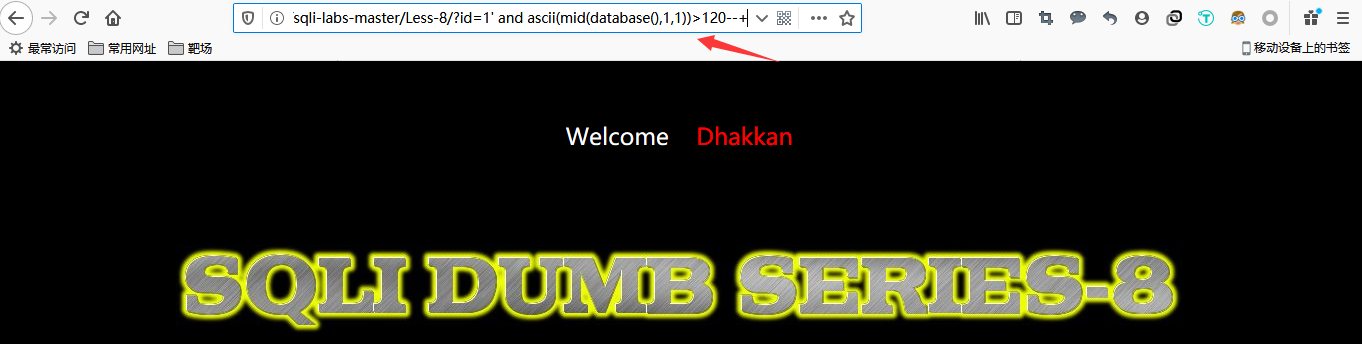 sqli-labs-master/Less-8/?id=1' and ascii(mid(database(),1,1))>120--+
最常访问 常用网址 靶场 移动设备上的书签
Welcome Dhakkan
SQLI DUMB SERIES-8